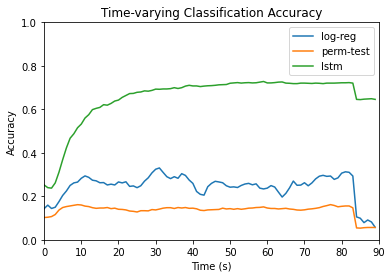 Time-varying Classification Accuracy
1.0
0.8
0.6
0.4
0.2
0.0
Accuracy
log-reg
perm-test
lstm
0 10 20 30 40 50 60 70 80 90
Time (s)